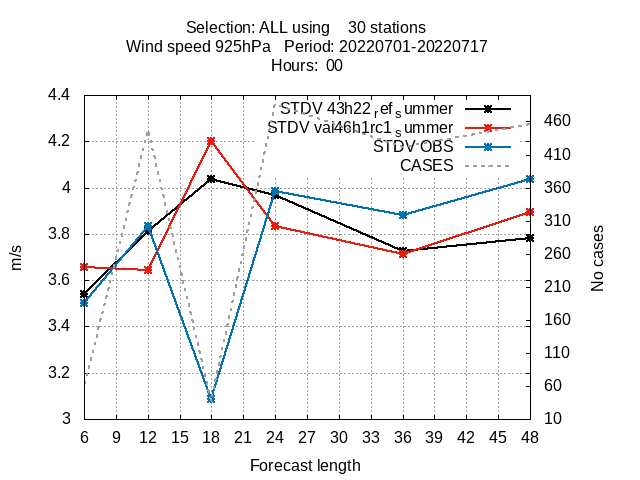 Selection: ALL using    30 stations
Wind speed 925hPa   Period: 20220701-20220717
Hours:  00
STDV 43h22_ref_summer
STDV val46h1rc1_summer
STDV OBS
CASES
4.4
4.2
4
3.8
3.6
3.4
3.2
3
460
410
360
310
260
210
160
110
60
10
m/s
No cases
6 9 12 15 18 21 24 27 30 33 36 39 42 45 48
Forecast length